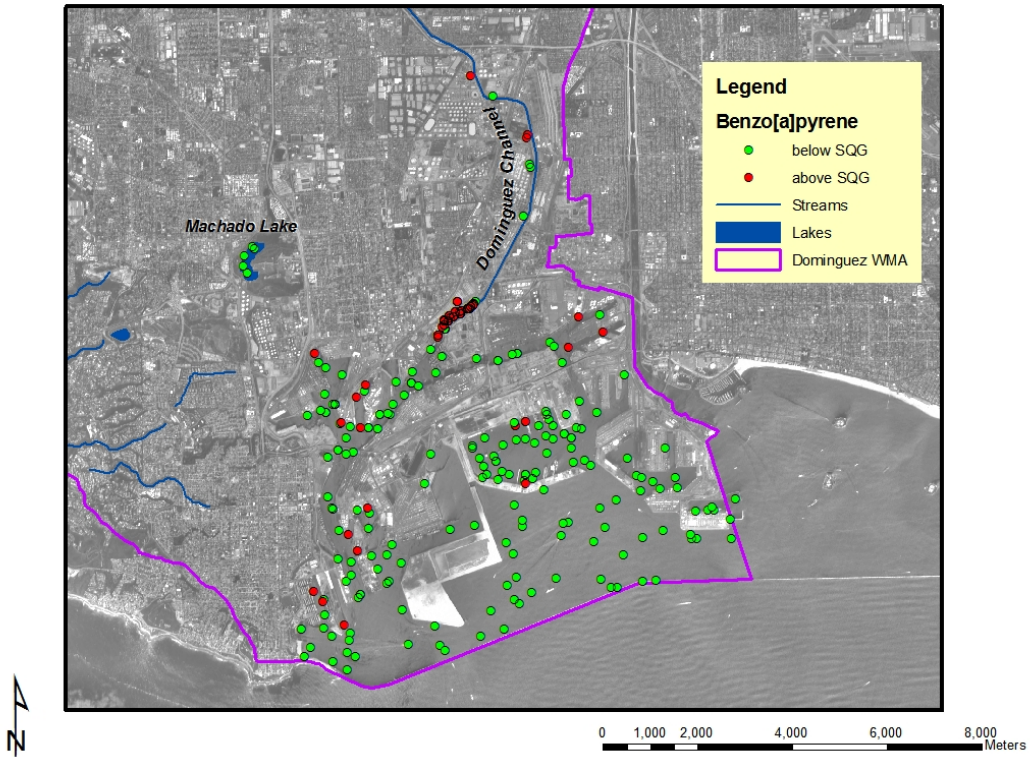 Legend
Benzo[a]pyrene
below SQG
above SQG
Streams
Lakes
Dominguez WMA
Dominguez Channel
Machado Lake
N
0 1,000 2,000 4,000 6,000 8,000
Meters